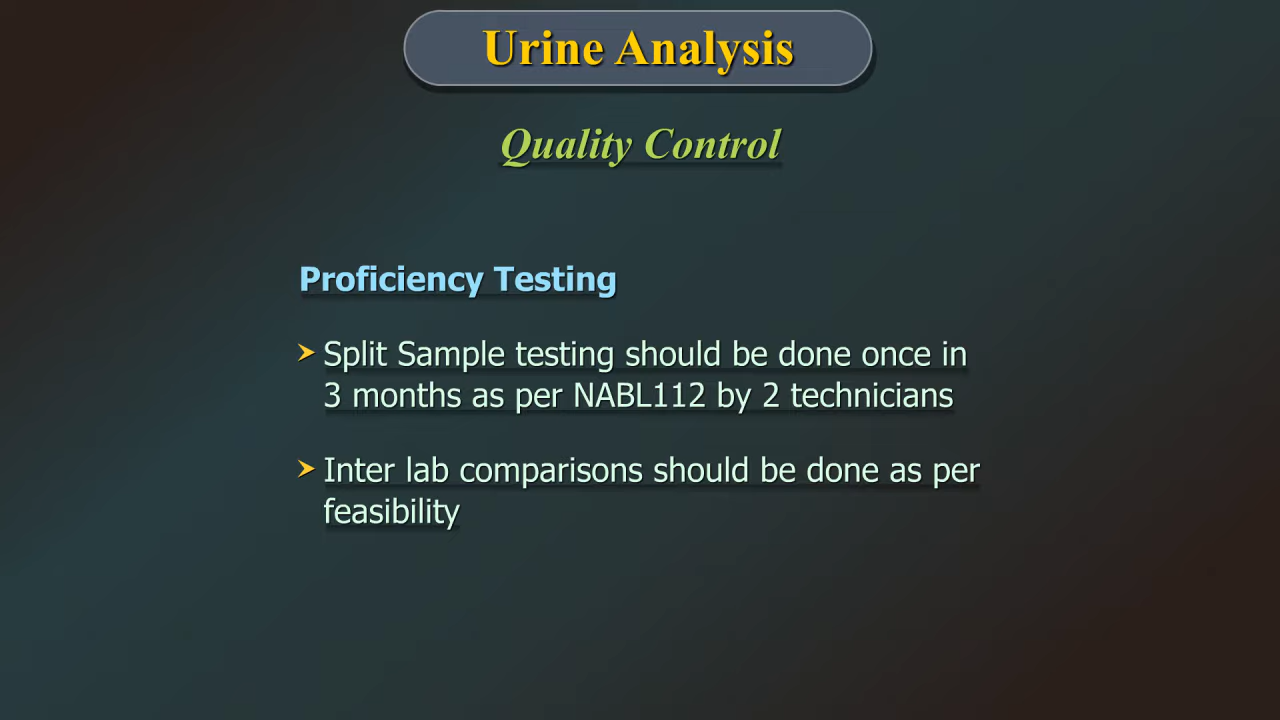 Urine Analysis
Quality Control
Proficiency Testing
➤ Split Sample testing should be done once in
3 months as per NABL112 by 2 technicians
➤ Inter lab comparisons should be done as per
feasibility